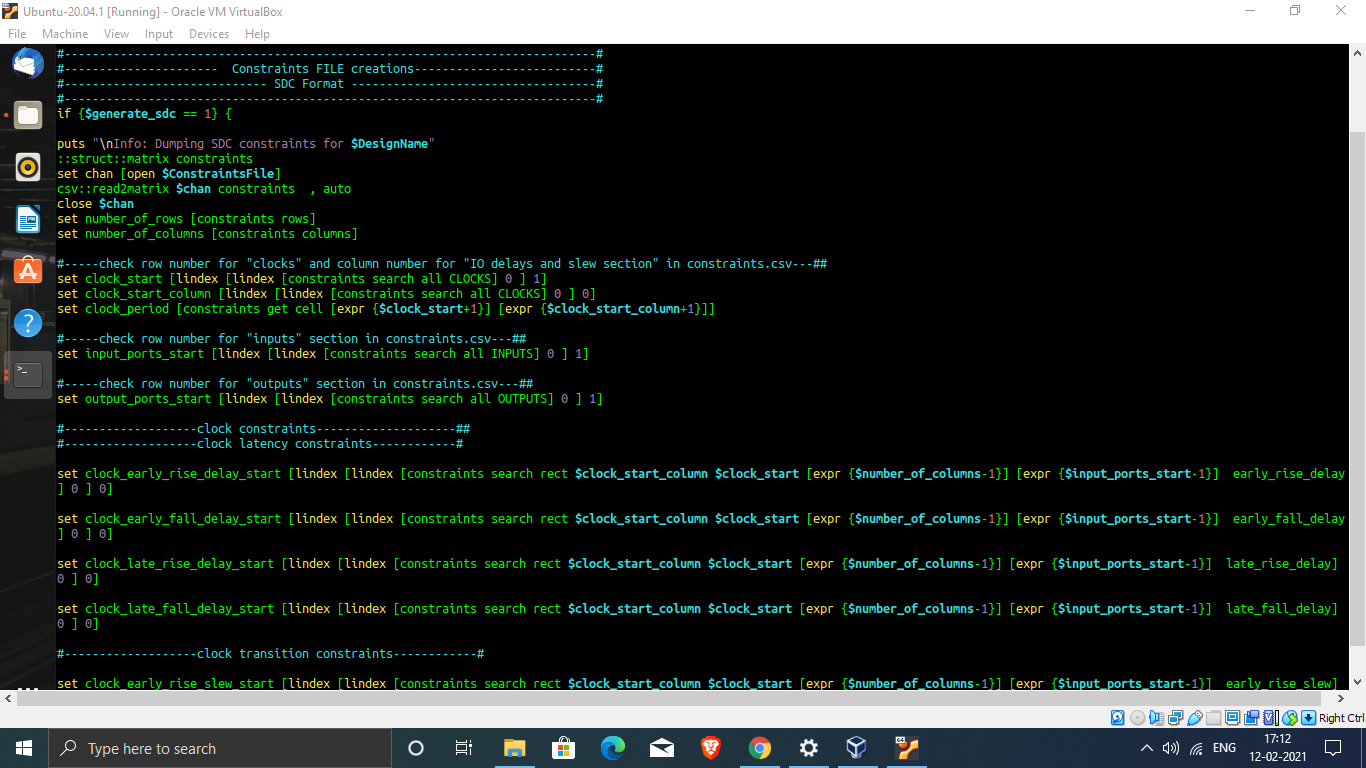 Ubuntu-20.04.1 [Running] - Oracle VM VirtualBox
File Machine View Input Devices Help
#----------------------------------------------------------------------------#
#---------------------- Constraints FILE creations--------------------------#
#----------------------------- SDC Format -----------------------------------#
#----------------------------------------------------------------------------#
if {$generate_sdc == 1} {
puts "\nInfo: Dumping SDC constraints for $DesignName"
::struct::matrix constraints
set chan [open $ConstraintsFile]
csv::read2matrix $chan constraints  , auto
close $chan
set number_of_rows [constraints rows]
set number_of_columns [constraints columns]
#-----check row number for "clocks" and column number for "IO delays and slew section" in constraints.csv---##
set clock_start [lindex [lindex [constraints search all CLOCKS] 0 ] 1]
set clock_start_column [lindex [lindex [constraints search all CLOCKS] 0 ] 0]
set clock_period [constraints get cell [expr {$clock_start+1}] [expr {$clock_start_column+1}]]
#-----check row number for "inputs" section in constraints.csv---##
set input_ports_start [lindex [lindex [constraints search all INPUTS] 0 ] 1]
#-----check row number for "outputs" section in constraints.csv---##
set output_ports_start [lindex [lindex [constraints search all OUTPUTS] 0 ] 1]
#-------------------clock constraints--------------------##
#-------------------clock latency constraints------------#
set clock_early_rise_delay_start [lindex [lindex [constraints search rect $clock_start_column $clock_start [expr {$number_of_columns-1}] [expr {$input_ports_start-1}]  early_rise_delay
] 0 ] 0]
set clock_early_fall_delay_start [lindex [lindex [constraints search rect $clock_start_column $clock_start [expr {$number_of_columns-1}] [expr {$input_ports_start-1}]  early_fall_delay
] 0 ] 0]
set clock_late_rise_delay_start [lindex [lindex [constraints search rect $clock_start_column $clock_start [expr {$number_of_columns-1}] [expr {$input_ports_start-1}]  late_rise_delay]
0 ] 0]
set clock_late_fall_delay_start [lindex [lindex [constraints search rect $clock_start_column $clock_start [expr {$number_of_columns-1}] [expr {$input_ports_start-1}]  late_fall_delay]
0 ] 0]
#-------------------clock transition constraints------------#
set clock_early_rise_slew_start [lindex [lindex [constraints search rect $clock_start_column $clock_start [expr {$number_of_columns-1}] [expr {$input_ports_start-1}]  early_rise_slew]
Right Ctrl
Type here to search
ENG
17:12
12-02-2021